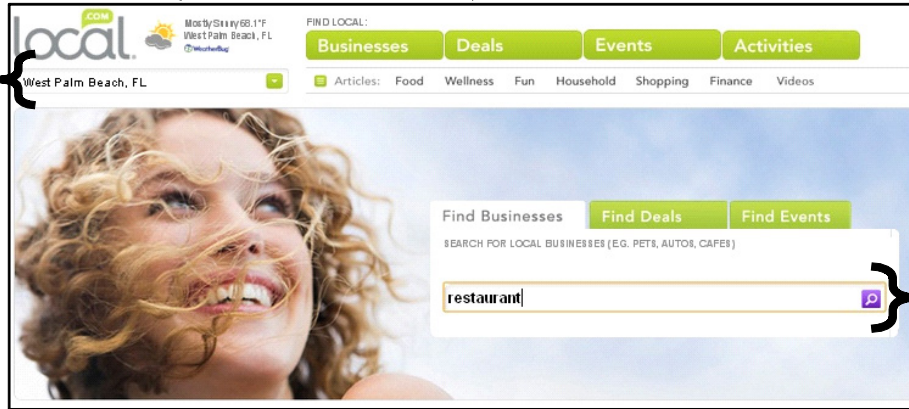 local.com
Mostly Sunny 68.1°F
West Palm Beach, FL
WeatherBug
FIND LOCAL:
Businesses Deals Events Activities
West Palm Beach, FL
Articles: Food Wellness Fun Household Shopping Finance Videos
Find Businesses Find Deals Find Events
SEARCH FOR LOCAL BUSINESSES (E.G. PETS, AUTOS, CAFES)
restaurant